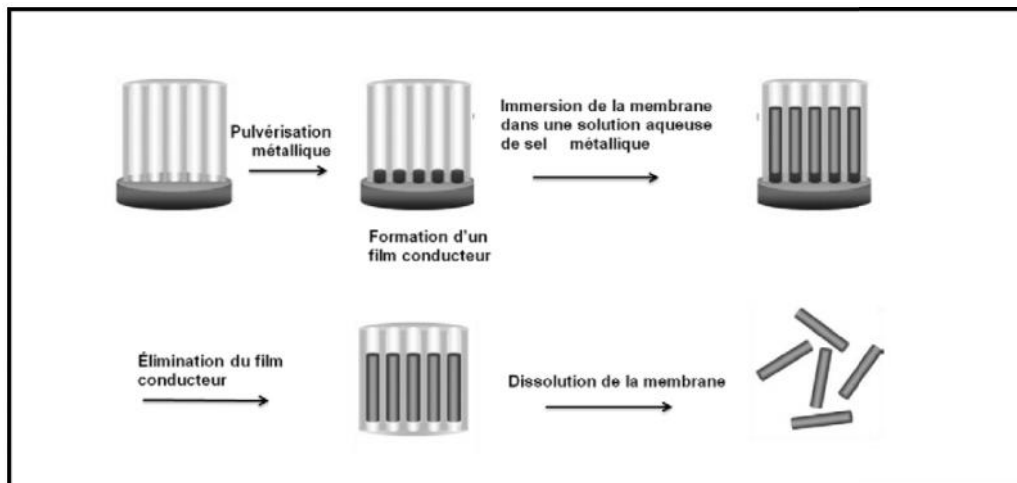 Pulvérisation
métallique
Immersion de la membrane
dans une solution aqueuse
de sel métallique
Formation d'un
film conducteur
Élimination du film
conducteur
Dissolution de la membrane